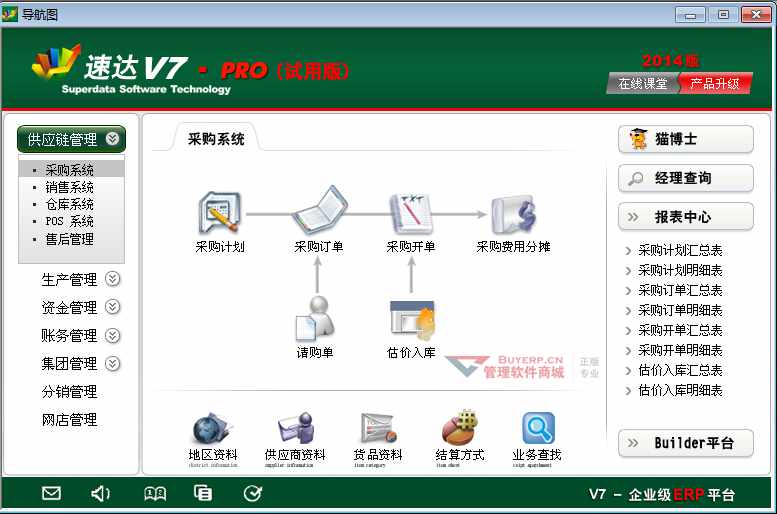 导航图
速达V7 · PRO (试用版)
Superdata Software Technology
2014版
在线课堂 产品升级
供应链管理
采购系统
销售系统
仓库系统
POS 系统
售后管理
生产管理
资金管理
账务管理
集团管理
分销管理
网店管理
采购系统
采购计划 采购订单 采购开单 采购费用分摊
请购单 估价入库
BUYERP.CN
管理软件商城
正版
专业
地区资料 供应商资料 货品资料 结算方式 业务查找
district infomation supplier infomation item category item sheet
猫博士
经理查询
报表中心
采购计划汇总表
采购计划明细表
采购订单汇总表
采购订单明细表
采购开单汇总表
采购开单明细表
估价入库汇总表
估价入库明细表
Builder平台
V7 - 企业级ERP平台